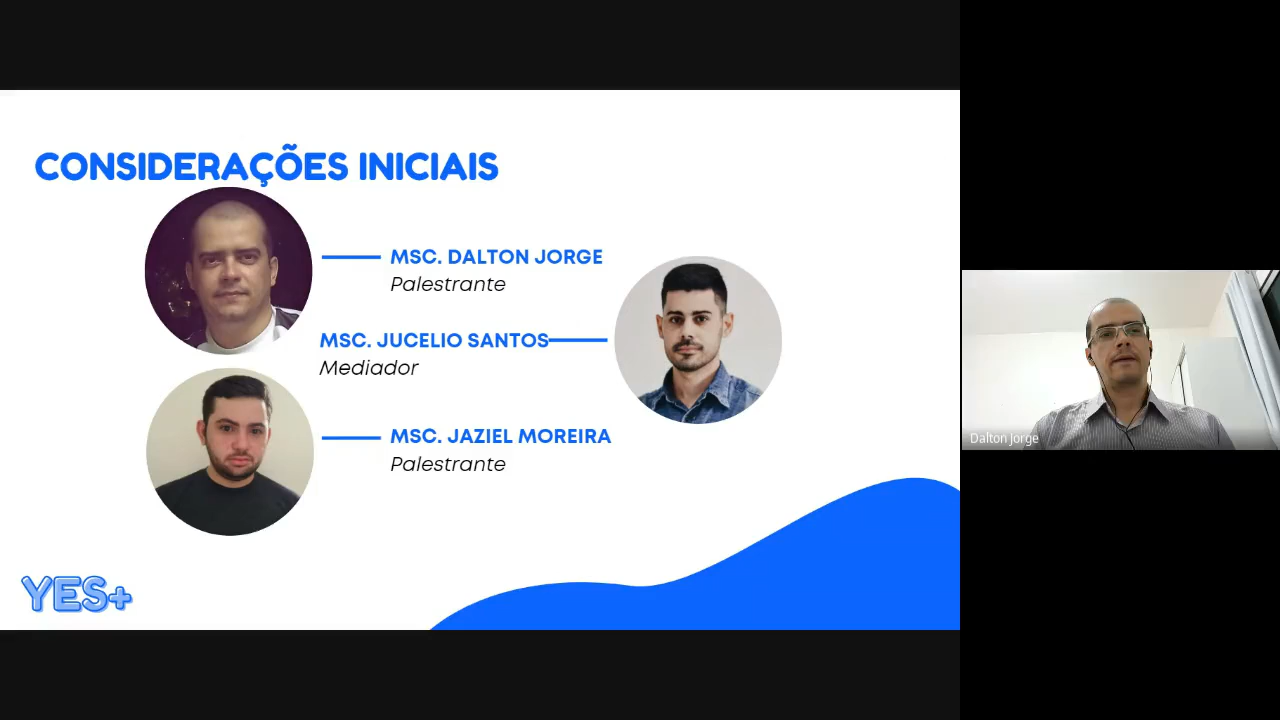 CONSIDERAÇÕES INICIAIS
MSC. DALTON JORGE
Palestrante
MSC. JUCELIO SANTOS
Mediador
MSC. JAZIEL MOREIRA
Palestrante
YES+
Dalton Jorge